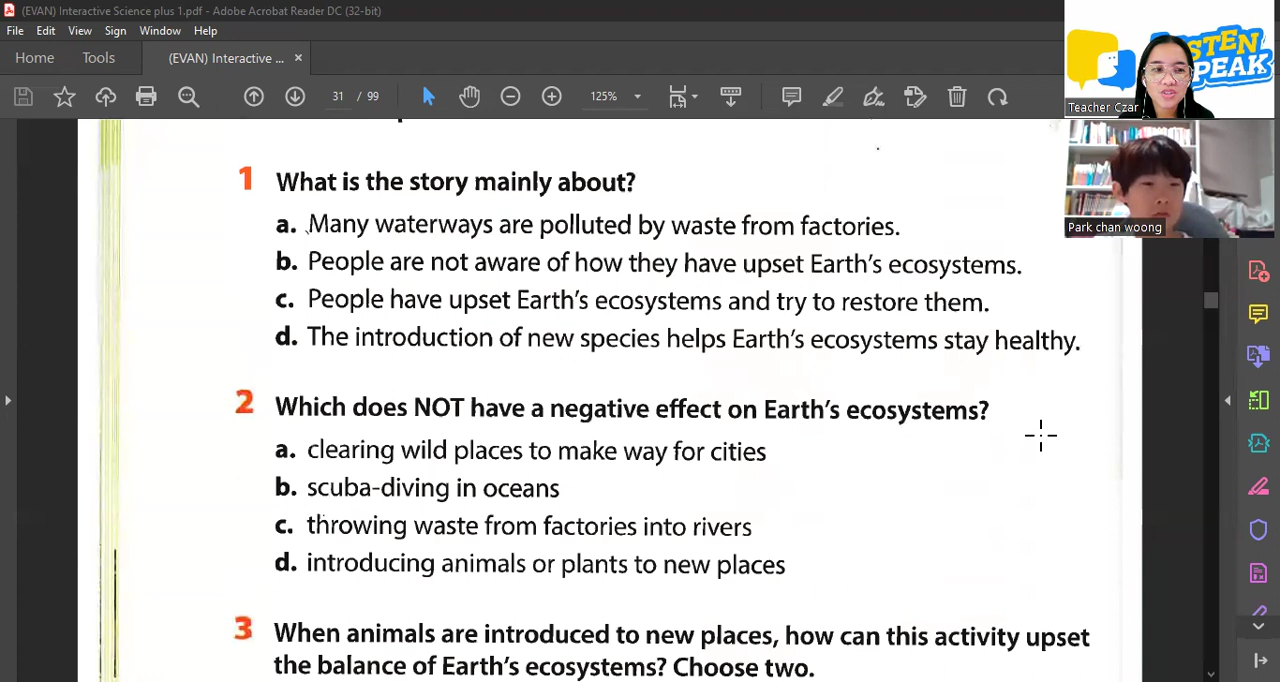 (EVAN) Interactive Science plus 1.pdf - Adobe Acrobat Reader DC (32-bit)
File Edit View Sign Window Help
Home Tools (EVAN) Interactive ... ×
31 / 99 125%
STEN
PEAK
Teacher Czar
Park chan woong
1 What is the story mainly about?
a. Many waterways are polluted by waste from factories.
b. People are not aware of how they have upset Earth's ecosystems.
c. People have upset Earth's ecosystems and try to restore them.
d. The introduction of new species helps Earth's ecosystems stay healthy.
2 Which does NOT have a negative effect on Earth's ecosystems?
a. clearing wild places to make way for cities
b. scuba-diving in oceans
c. throwing waste from factories into rivers
d. introducing animals or plants to new places
3 When animals are introduced to new places, how can this activity upset
the balance of Earth's ecosystems? Choose two.